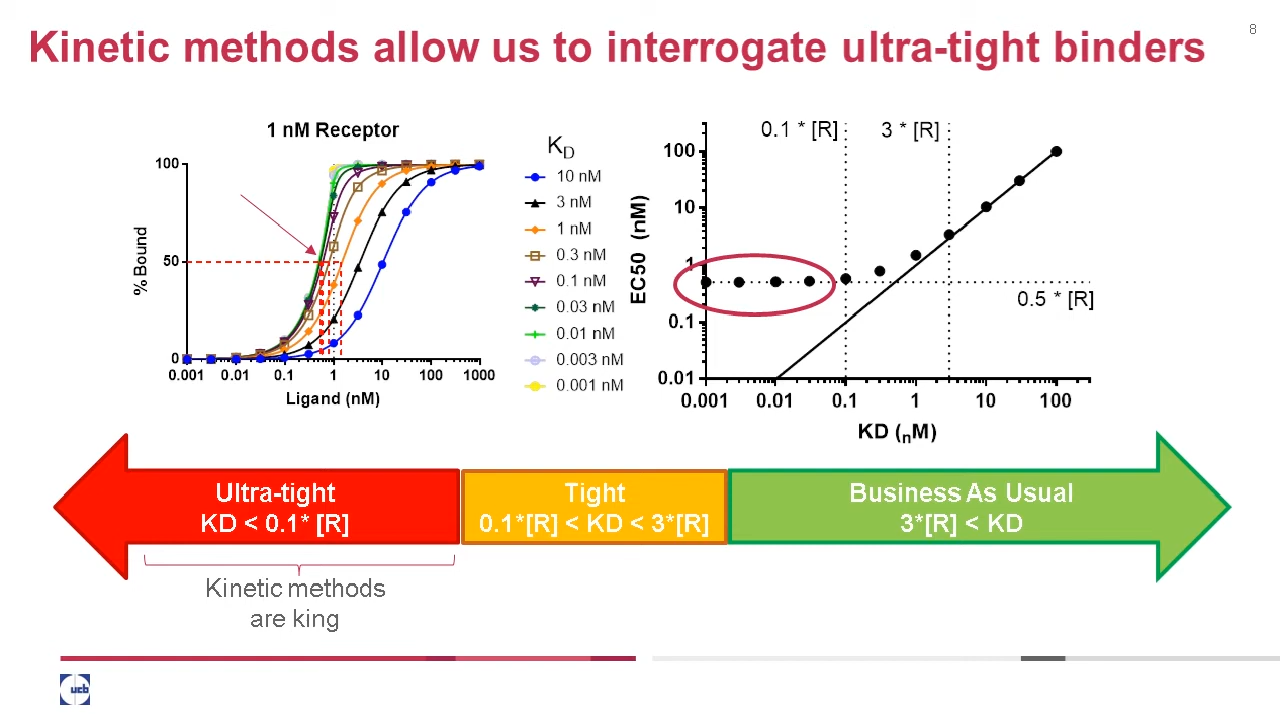 Kinetic methods allow us to interrogate ultra-tight binders
8
1 nM Receptor
% Bound
100
50
0
0.001 0.01 0.1 1 10 100 1000
Ligand (nM)
KD
10 nM
3 nM
1 nM
0.3 nM
0.1 nM
0.03 nM
0.01 nM
0.003 nM
0.001 nM
0.1 * [R]
3 * [R]
EC50 (nM)
100
10
1
0.1
0.01
0.5 * [R]
0.001 0.01 0.1 1 10 100
KD (nM)
Ultra-tight
KD < 0.1* [R]
Tight
0.1*[R] < KD < 3*[R]
Business As Usual
3*[R] < KD
Kinetic methods
are king
ucb